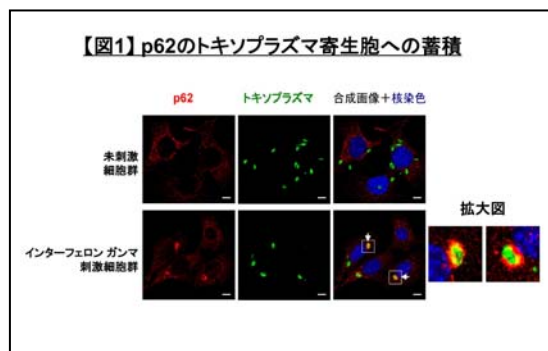 【図1】p62のトキソプラズマ寄生胞への蓄積
p62 トキソプラズマ 合成画像+核染色
未刺激
細胞群
インターフェロン ガンマ
刺激細胞群
拡大図